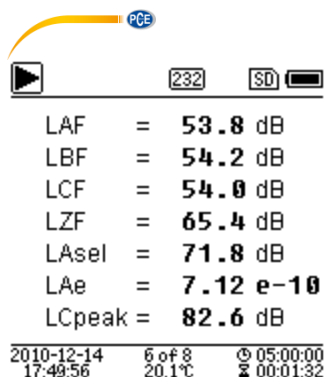 PCE
232 SD
LAF = 53.8 dB
LBF = 54.2 dB
LCF = 54.0 dB
LZF = 65.4 dB
LAsel = 71.8 dB
LAe = 7.12 e-10
LCpeak = 82.6 dB
2010-12-14 6 of 8 05:00:00
17:49:56 20.1℃ 00:01:32